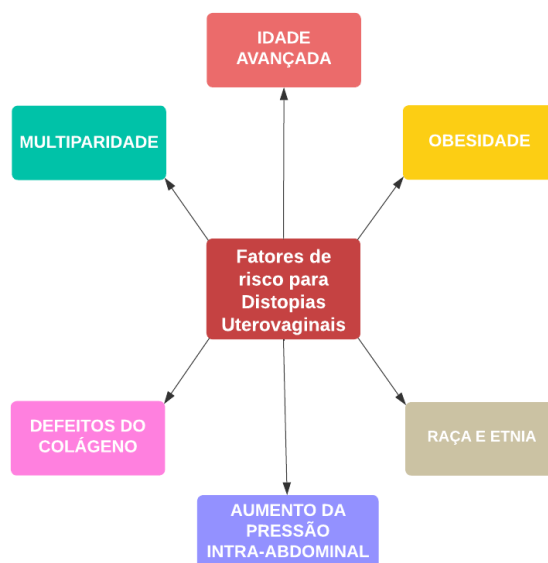 IDADE
AVANÇADA
MULTIPARIDADE
OBESIDADE
Fatores de
risco para
Distopias
Uterovaginais
DEFEITOS DO
COLÁGENO
RAÇA E ETNIA
AUMENTO DA
PRESSÃO
INTRA-ABDOMINAL